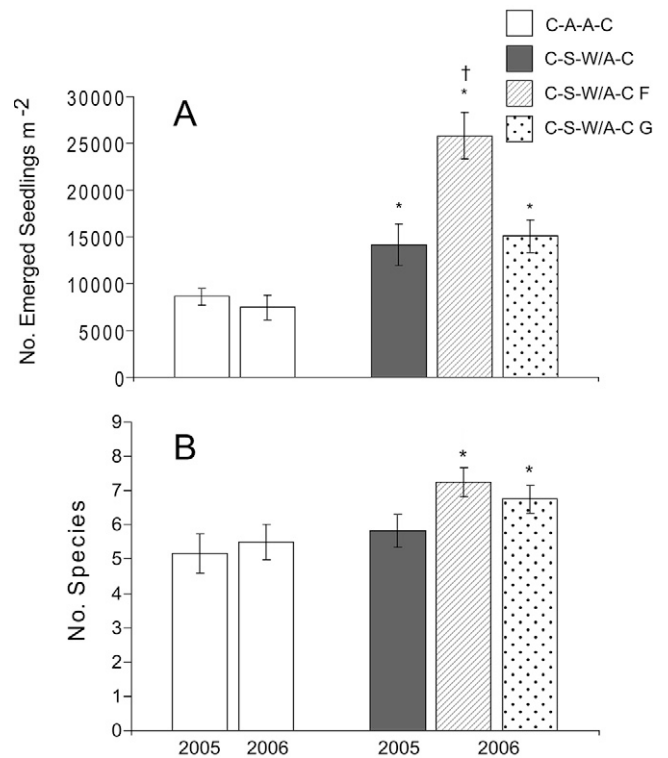 C-A-A-C
C-S-W/A-C
C-S-W/A-C F
C-S-W/A-C G
No. Emerged Seedlings m -2
30000
25000
20000
15000
10000
5000
0
A
*
†
*
*
No. Species
9
8
7
6
5
4
3
2
1
0
B
*
*
2005 2006 2005 2006